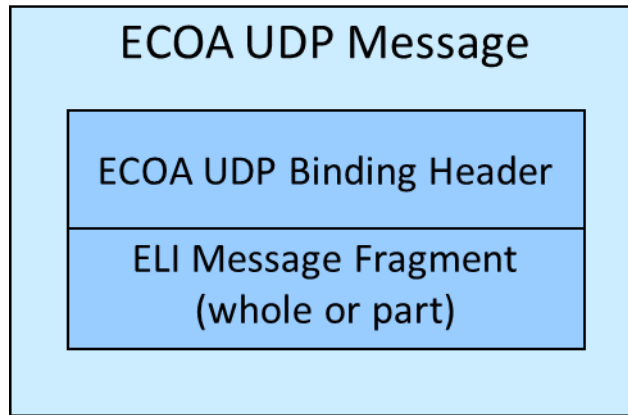 ECOA UDP Message
ECOA UDP Binding Header
ELI Message Fragment
(whole or part)